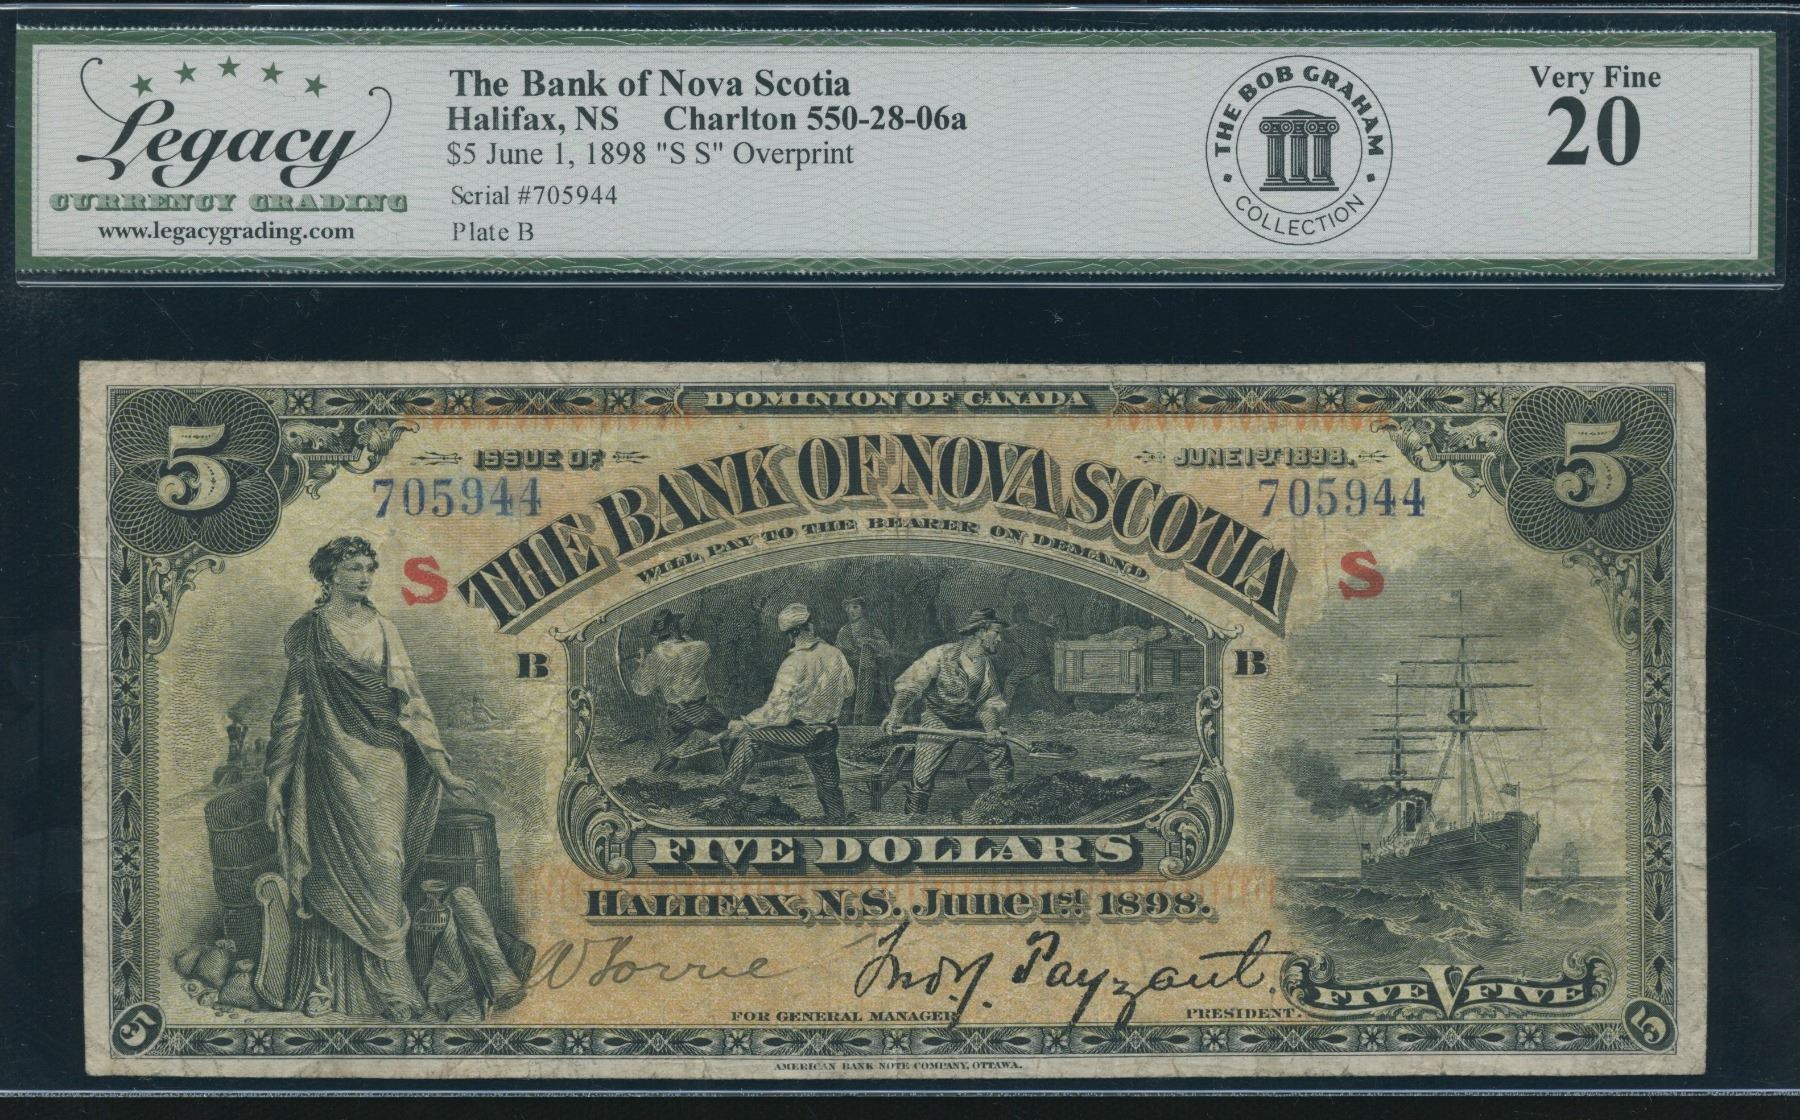 Legacy
CURRENCY GRADING
www.legacygrading.com
The Bank of Nova Scotia
Halifax, NS Charlton 550-28-06a
$5 June 1, 1898 "S S" Overprint
Serial #705944
Plate B
THE BOB GRAHAM
COLLECTION
Very Fine
20
5 DOMINION OF CANADA 5
ISSUE OF JUNE 1ST 1898.
705944 705944
THE BANK OF NOVA SCOTIA
WILL PAY TO THE BEARER ON DEMAND
S S
B B
FIVE DOLLARS
HALIFAX, N.S. June 1st 1898.
Jno. Y. Payzant.
FOR GENERAL MANAGER PRESIDENT.
FIVE V FIVE
5 5
AMERICAN BANK NOTE COMPANY, OTTAWA.